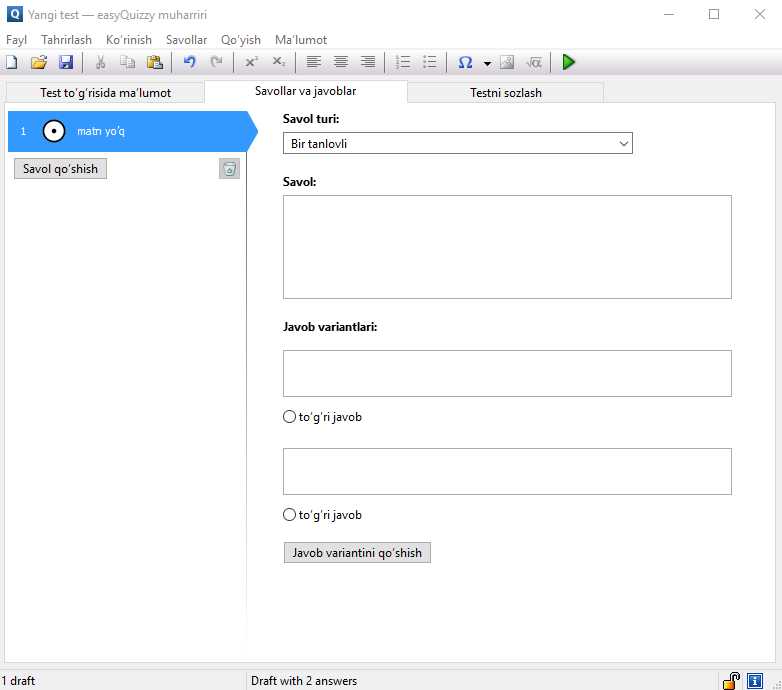 Yangi test — easyQuizzy muharriri
Fayl Tahrirlash Ko‘rinish Savollar Qo‘yish Ma’lumot
Test to‘g‘risida ma’lumot Savollar va javoblar Testni sozlash
1 matn yo‘q
Savol qo‘shish
Savol turi:
Bir tanlovli
Savol:
Javob variantlari:
to‘g‘ri javob
to‘g‘ri javob
Javob variantini qo‘shish
1 draft Draft with 2 answers